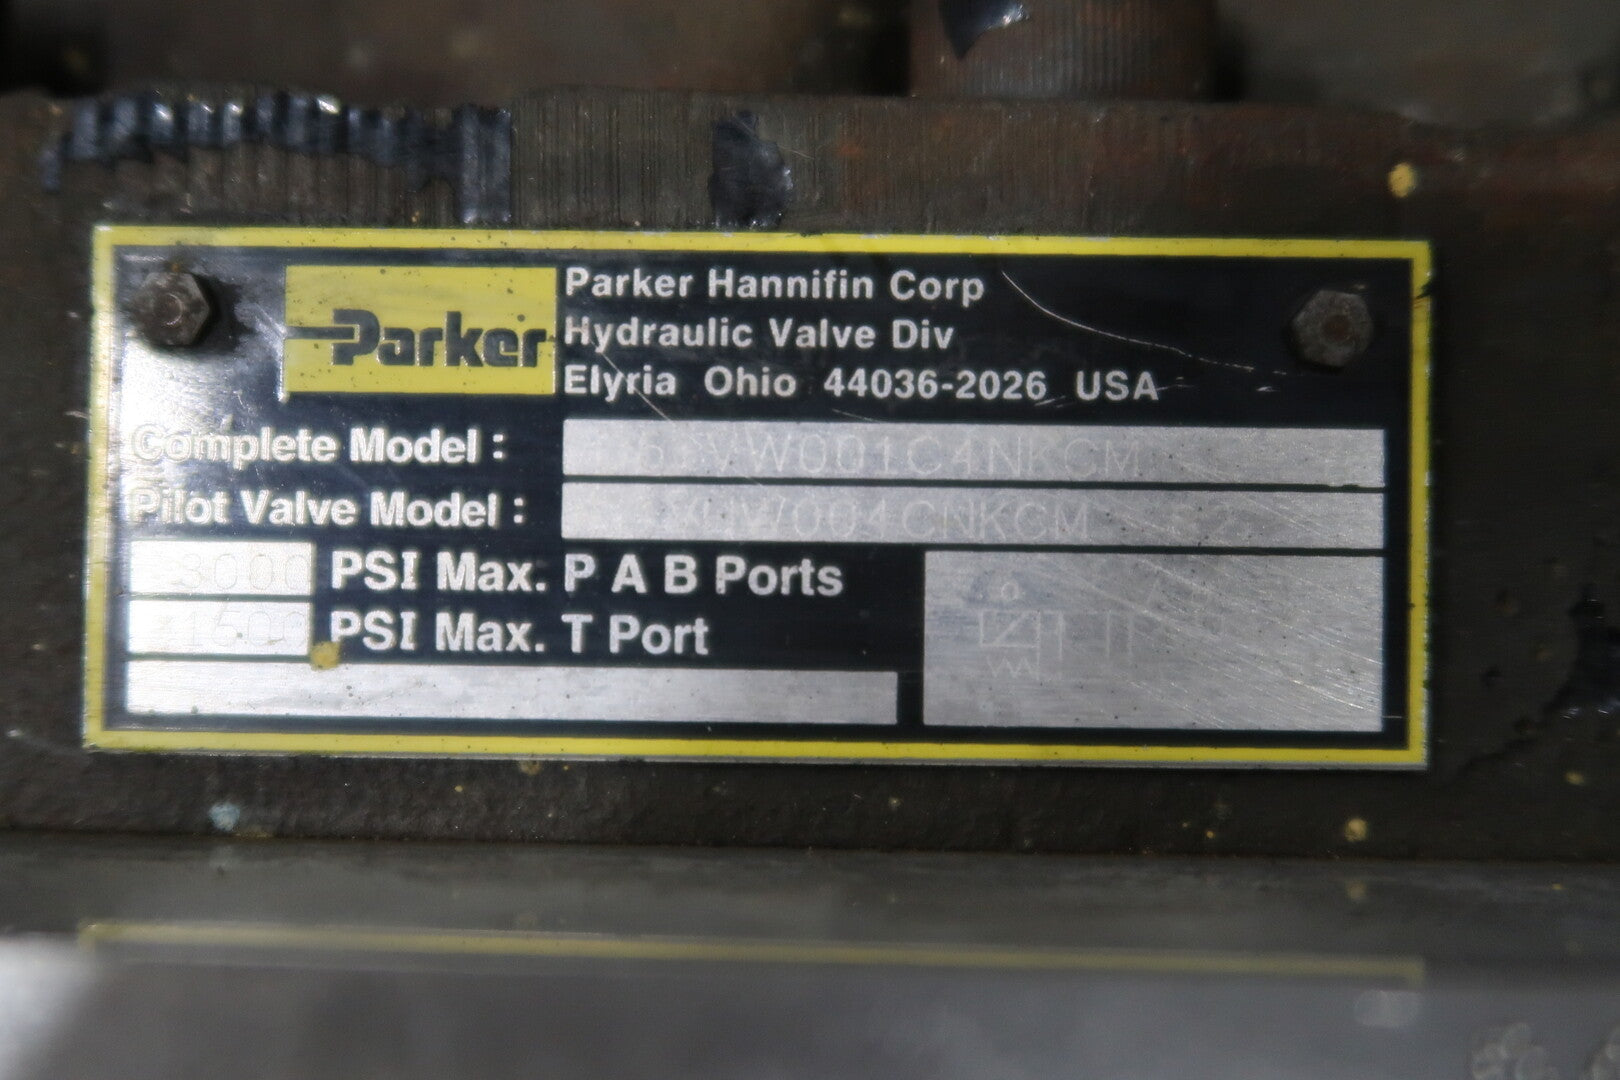 Parker
Parker Hannifin Corp
Hydraulic Valve Div
Elyria Ohio 44036-2026 USA
Complete Model :
Pilot Valve Model :
3000 PSI Max. P A B Ports
1500 PSI Max. T Port